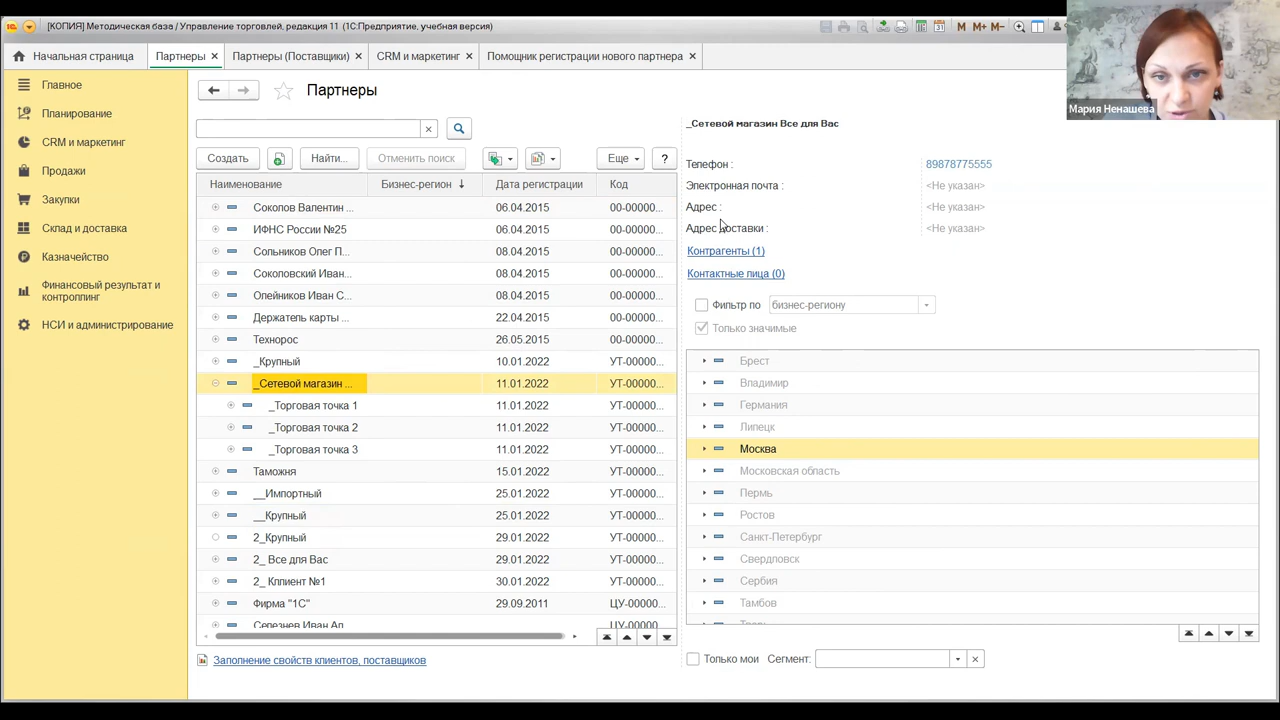 [КОПИЯ] Методическая база / Управление торговлей, редакция 11 (1С:Предприятие, учебная версия)
M M+ M-
Начальная страница
Партнеры
Партнеры (Поставщики)
CRM и маркетинг
Помощник регистрации нового партнера
Мария Ненашева
Главное
Планирование
CRM и маркетинг
Продажи
Закупки
Склад и доставка
Казначейство
Финансовый результат и контроллинг
НСИ и администрирование
Партнеры
Создать
Найти...
Отменить поиск
Еще
?
Наименование Бизнес-регион Дата регистрации Код
Сокопов Валентин ... 06.04.2015 00-00000...
ИФНС России №25 06.04.2015 00-00000...
Сольников Олег П... 08.04.2015 00-00000...
Сокоповский Иван... 08.04.2015 00-00000...
Опейников Иван С... 08.04.2015 00-00000...
Держатель карты ... 22.04.2015 00-00000...
Технорос 26.05.2015 00-00000...
_Крупный 10.01.2022 УТ-00000...
_Сетевой магазин ... 11.01.2022 УТ-00000...
_Торговая точка 1 11.01.2022 УТ-00000...
_Торговая точка 2 11.01.2022 УТ-00000...
_Торговая точка 3 11.01.2022 УТ-00000...
Таможня 15.01.2022 УТ-00000...
__Импортный 25.01.2022 УТ-00000...
__Крупный 25.01.2022 УТ-00000...
2_Крупный 29.01.2022 УТ-00000...
2_ Все для Вас 29.01.2022 УТ-00000...
2_ Клиент №1 30.01.2022 УТ-00000...
Фирма "1С" 29.09.2011 ЦУ-00000...
Заполнение свойств клиентов, поставщиков
_Сетевой магазин Все для Вас
Телефон : 89878775555
Электронная почта : <Не указан>
Адрес : <Не указан>
Адрес доставки : <Не указан>
Контрагенты (1)
Контактные лица (0)
Фильтр по бизнес-региону
Только значимые
Брест
Владимир
Германия
Липецк
Москва
Московская область
Пермь
Ростов
Санкт-Петербург
Свердловск
Сербия
Тамбов
Только мои Сегмент: